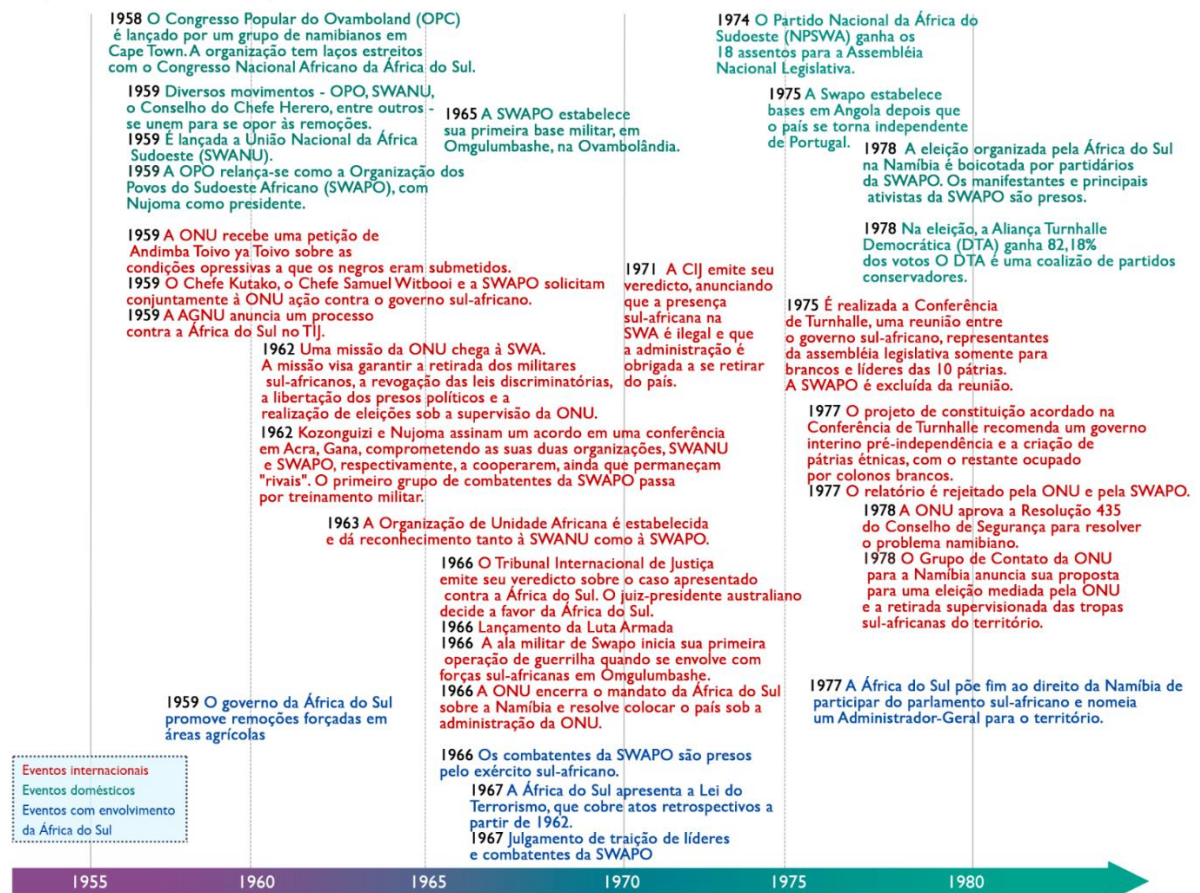 1958 O Congresso Popular do Ovamboland (OPC)
é lançado por um grupo de namibianos em
Cape Town. A organização tem laços estreitos
com o Congresso Nacional Africano da África do Sul.
1959 Diversos movimentos - OPO, SWANU,
o Conselho do Chefe Herero, entre outros -
se unem para se opor às remoções.
1959 É lançada a União Nacional da África
Sudoeste (SWANU).
1959 A OPO relança-se como a Organização dos
Povos do Sudoeste Africano (SWAPO), com
Nujoma como presidente.
1965 A SWAPO estabelece
sua primeira base militar, em
Omgulumbashe, na Ovambolândia.
1974 O Partido Nacional da África do
Sudoeste (NPSWA) ganha os
18 assentos para a Assembléia
Nacional Legislativa.
1975 A Swapo estabelece
bases em Angola depois que
o país se torna independente
de Portugal.
1978 A eleição organizada pela África do Sul
na Namíbia é boicotada por partidários
da SWAPO. Os manifestantes e principais
ativistas da SWAPO são presos.
1978 Na eleição, a Aliança Turnhalle
Democrática (DTA) ganha 82,18%
dos votos O DTA é uma coalizão de partidos
conservadores.
1959 A ONU recebe uma petição de
Andimba Toivo ya Toivo sobre as
condições opressivas a que os negros eram submetidos.
1959 O Chefe Kutako, o Chefe Samuel Witbooi e a SWAPO solicitam
conjuntamente à ONU ação contra o governo sul-africano.
1959 A AGNU anuncia um processo
contra a África do Sul no TIJ.
1962 Uma missão da ONU chega à SWA.
A missão visa garantir a retirada dos militares
sul-africanos, a revogação das leis discriminatórias,
a libertação dos presos políticos e a
realização de eleições sob a supervisão da ONU.
1962 Kozonguizi e Nujoma assinam um acordo em uma conferência
em Acra, Gana, comprometendo as suas duas organizações, SWANU
e SWAPO, respectivamente, a cooperarem, ainda que permaneçam
"rivais". O primeiro grupo de combatentes da SWAPO passa
por treinamento militar.
1963 A Organização de Unidade Africana é estabelecida
e dá reconhecimento tanto à SWANU como à SWAPO.
1966 O Tribunal Internacional de Justiça
emite seu veredicto sobre o caso apresentado
contra a África do Sul. O juiz-presidente australiano
decide a favor da África do Sul.
1966 Lançamento da Luta Armada
1966 A ala militar de Swapo inicia sua primeira
operação de guerrilha quando se envolve com
forças sul-africanas em Omgulumbashe.
1966 A ONU encerra o mandato da África do Sul
sobre a Namíbia e resolve colocar o país sob a
administração da ONU.
1971 A CIJ emite seu
veredicto, anunciando
que a presença
sul-africana na
SWA é ilegal e que
a administração é
obrigada a se retirar
do país.
1975 É realizada a Conferência
de Turnhalle, uma reunião entre
o governo sul-africano, representantes
da assembléia legislativa somente para
brancos e líderes das 10 pátrias.
A SWAPO é excluída da reunião.
1977 O projeto de constituição acordado na
Conferência de Turnhalle recomenda um governo
interino pré-independência e a criação de
pátrias étnicas, com o restante ocupado
por colonos brancos.
1977 O relatório é rejeitado pela ONU e pela SWAPO.
1978 A ONU aprova a Resolução 435
do Conselho de Segurança para resolver
o problema namibiano.
1978 O Grupo de Contato da ONU
para a Namíbia anuncia sua proposta
para uma eleição mediada pela ONU
e a retirada supervisionada das tropas
sul-africanas do território.
1959 O governo da África do Sul
promove remoções forçadas em
áreas agrícolas
1966 Os combatentes da SWAPO são presos
pelo exército sul-africano.
1967 A África do Sul apresenta a Lei do
Terrorismo, que cobre atos retrospectivos a
partir de 1962.
1967 Julgamento de traição de líderes
e combatentes da SWAPO
1977 A África do Sul põe fim ao direito da Namíbia de
participar do parlamento sul-africano e nomeia
um Administrador-Geral para o território.
Eventos internacionais
Eventos domésticos
Eventos com envolvimento
da África do Sul
1955 1960 1965 1970 1975 1980